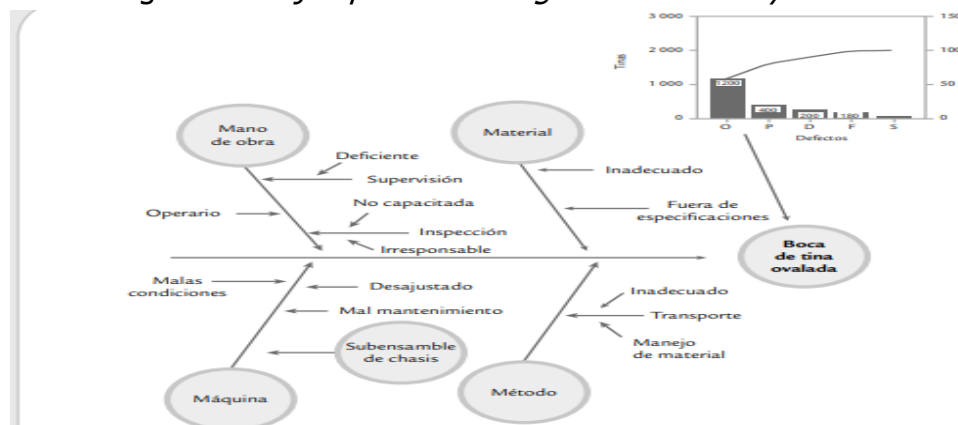 3 000
2 000
1 000
0
Tinas
150
100
50
0
1200
400
200
180
O P D F S
Defectos
Mano
de obra
Material
Deficiente
Supervisión
No capacitada
Operario
Inspección
Irresponsable
Inadecuado
Fuera de
especificaciones
Boca
de tina
ovalada
Malas
condiciones
Desajustado
Mal mantenimiento
Subensamble
de chasis
Máquina
Inadecuado
Transporte
Manejo
de material
Método